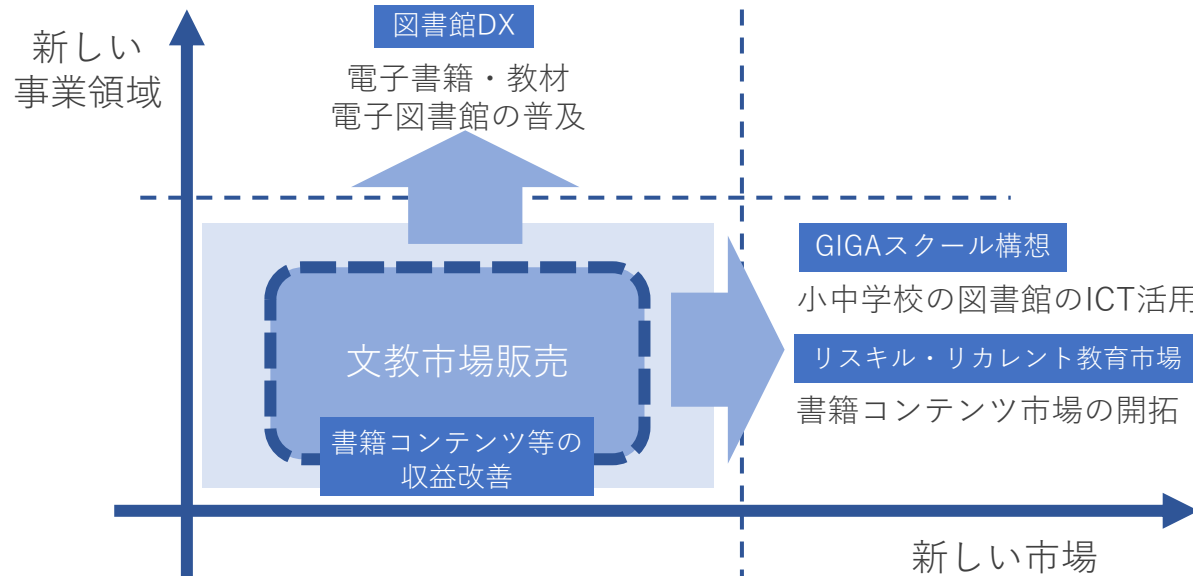 新しい
事業領域
図書館DX
電子書籍・教材
電子図書館の普及
GIGAスクール構想
小中学校の図書館のICT活用
リスキル・リカレント教育市場
書籍コンテンツ市場の開拓
文教市場販売
書籍コンテンツ等の
収益改善
新しい市場